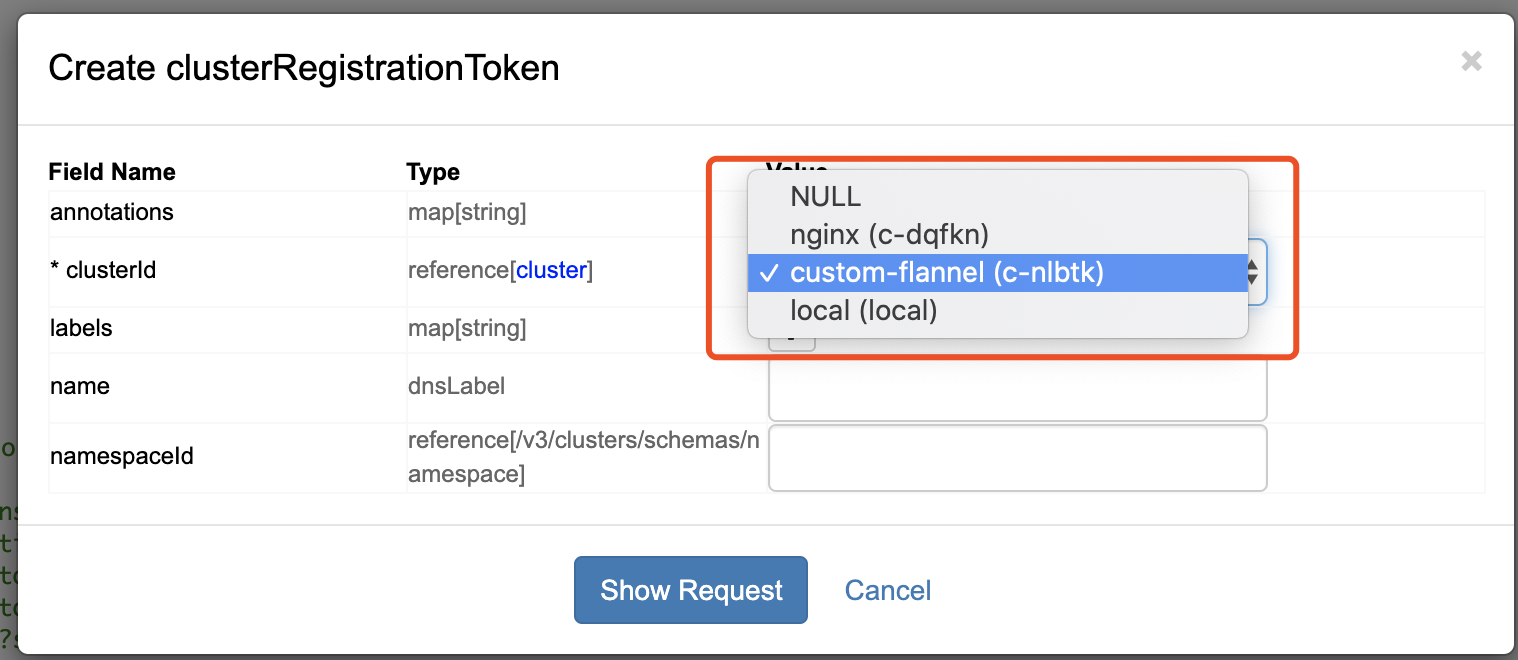 Create clusterRegistrationToken
×
Field Name Type Value
annotations map[string]
* clusterId reference[cluster]
NULL
nginx (c-dqfkn)
✓ custom-flannel (c-nlbtk)
local (local)
labels map[string]
name dnsLabel
namespaceId reference[/v3/clusters/schemas/n
amespace]
Show Request Cancel